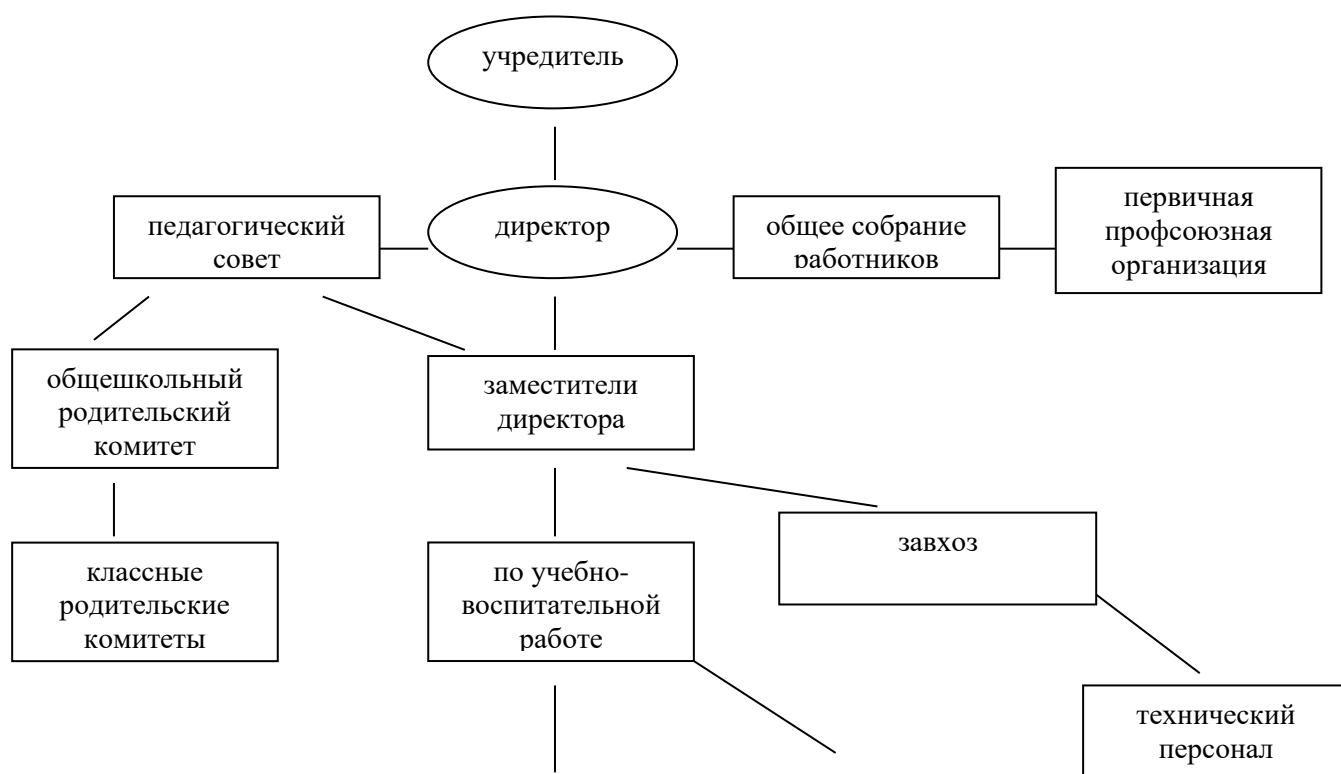 учредитель
педагогический
совет
директор
общее собрание
работников
первичная
профсоюзная
организация
общешкольный
родительский
комитет
заместители
директора
классные
родительские
комитеты
по учебно-
воспитательной
работе
завхоз
технический
персонал